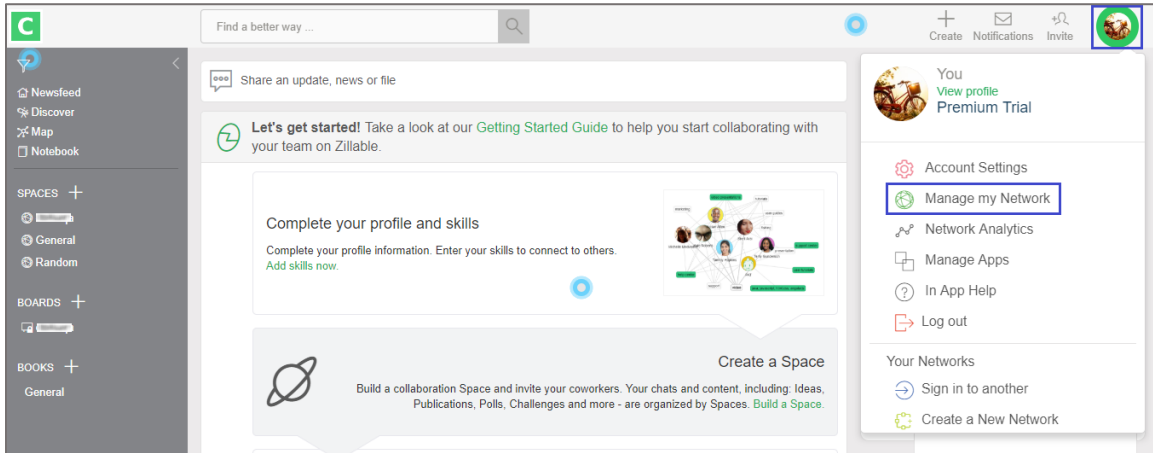 C
Find a better way ...
Create
Notifications
Invite
Newsfeed
Discover
Map
Notebook
SPACES
General
Random
BOARDS
BOOKS
General
Share an update, news or file
Let's get started! Take a look at our Getting Started Guide to help you start collaborating with
your team on Zillable.
Complete your profile and skills
Complete your profile information. Enter your skills to connect to others.
Add skills now.
Create a Space
Build a collaboration Space and invite your coworkers. Your chats and content, including: Ideas,
Publications, Polls, Challenges and more - are organized by Spaces. Build a Space.
You
View profile
Premium Trial
Account Settings
Manage my Network
Network Analytics
Manage Apps
In App Help
Log out
Your Networks
Sign in to another
Create a New Network